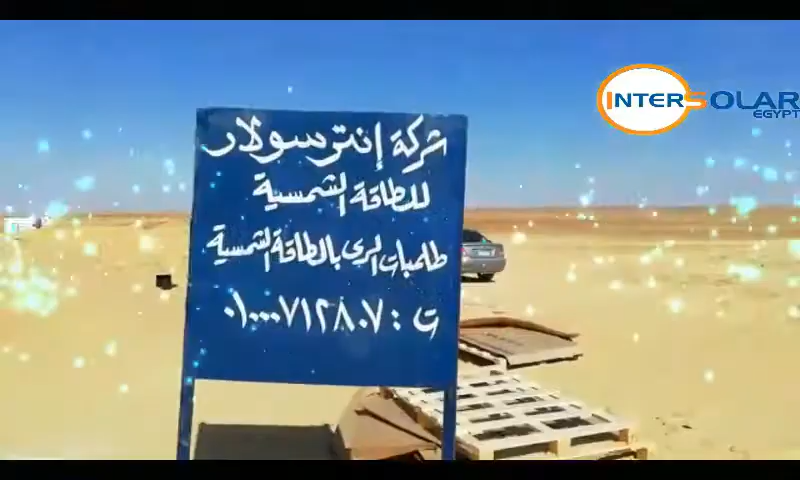 شركة إنترسولار
للطاقة الشمسية
طلمبات الري بالطاقة الشمسية
ت : ٠١٠٠٠٧١٢٨٠٧
INTERSOLAR
EGYPT